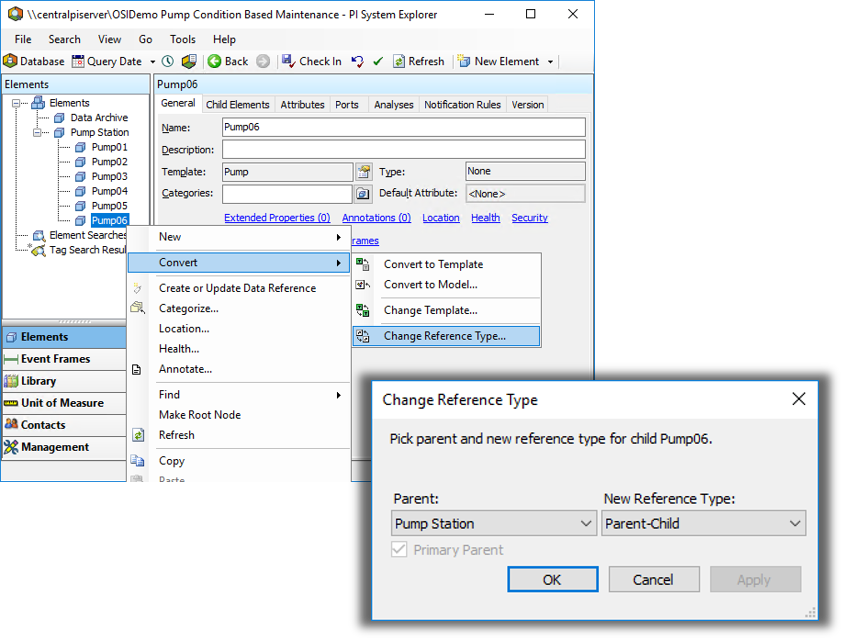 \\centralpiserver\OSIDemo Pump Condition Based Maintenance - PI System Explorer
File Search View Go Tools Help
Database Query Date Back Check In Refresh New Element
Elements
Elements
Data Archive
Pump Station
Pump01
Pump02
Pump03
Pump04
Pump05
Pump06
Element Searches
Tag Search Resul
Pump06
General Child Elements Attributes Ports Analyses Notification Rules Version
Name: Pump06
Description:
Template: Pump Type: None
Categories: Default Attribute: <None>
Extended Properties (0) Annotations (0) Location Health Security
rames
New
Convert
Create or Update Data Reference
Categorize...
Location...
Health...
Annotate...
Find
Make Root Node
Refresh
Copy
Paste
Convert to Template
Convert to Model...
Change Template...
Change Reference Type...
Elements
Event Frames
Library
Unit of Measure
Contacts
Management
Change Reference Type
Pick parent and new reference type for child Pump06.
Parent: New Reference Type:
Pump Station Parent-Child
Primary Parent
OK Cancel Apply